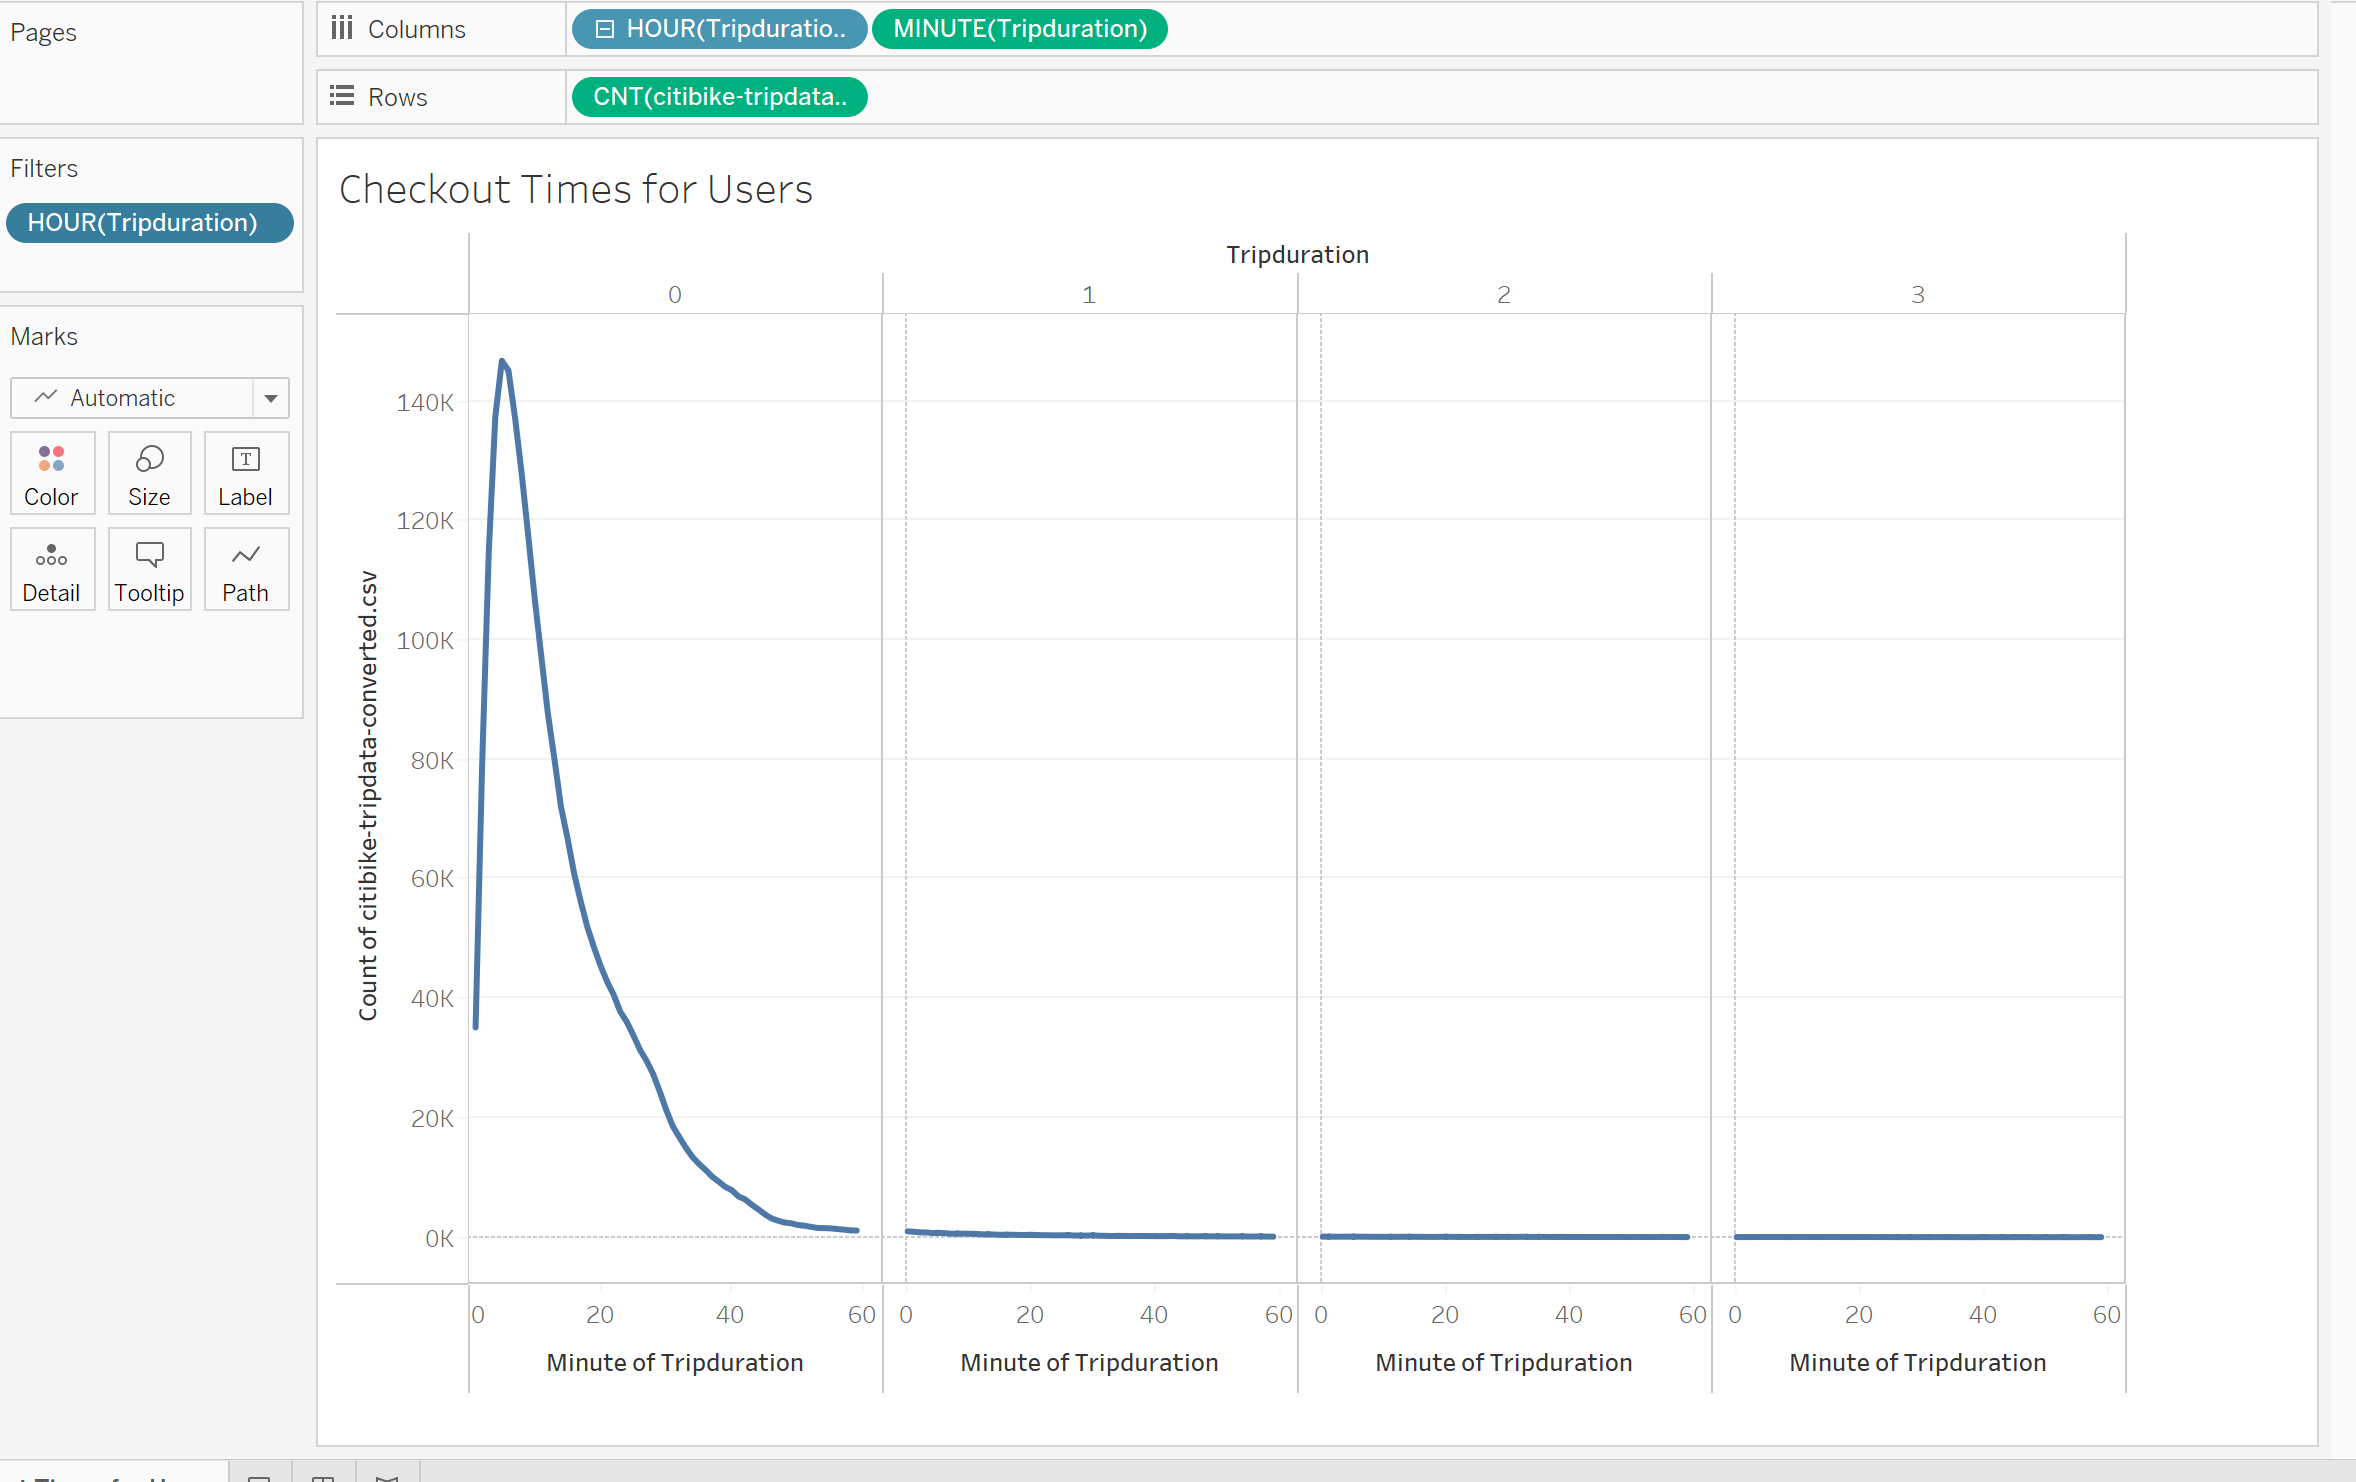 Pages
Columns
HOUR(Tripduratio..
MINUTE(Tripduration)
Rows
CNT(citibike-tripdata..
Filters
HOUR(Tripduration)
Marks
Automatic
Color
Size
T
Label
Detail
Tooltip
Path
Checkout Times for Users
Tripduration
0
1
2
3
Count of citibike-tripdata-converted.csv
140K
120K
100K
80K
60K
40K
20K
0K
0 20 40 60
0 20 40 60
0 20 40 60
0 20 40 60
Minute of Tripduration
Minute of Tripduration
Minute of Tripduration
Minute of Tripduration